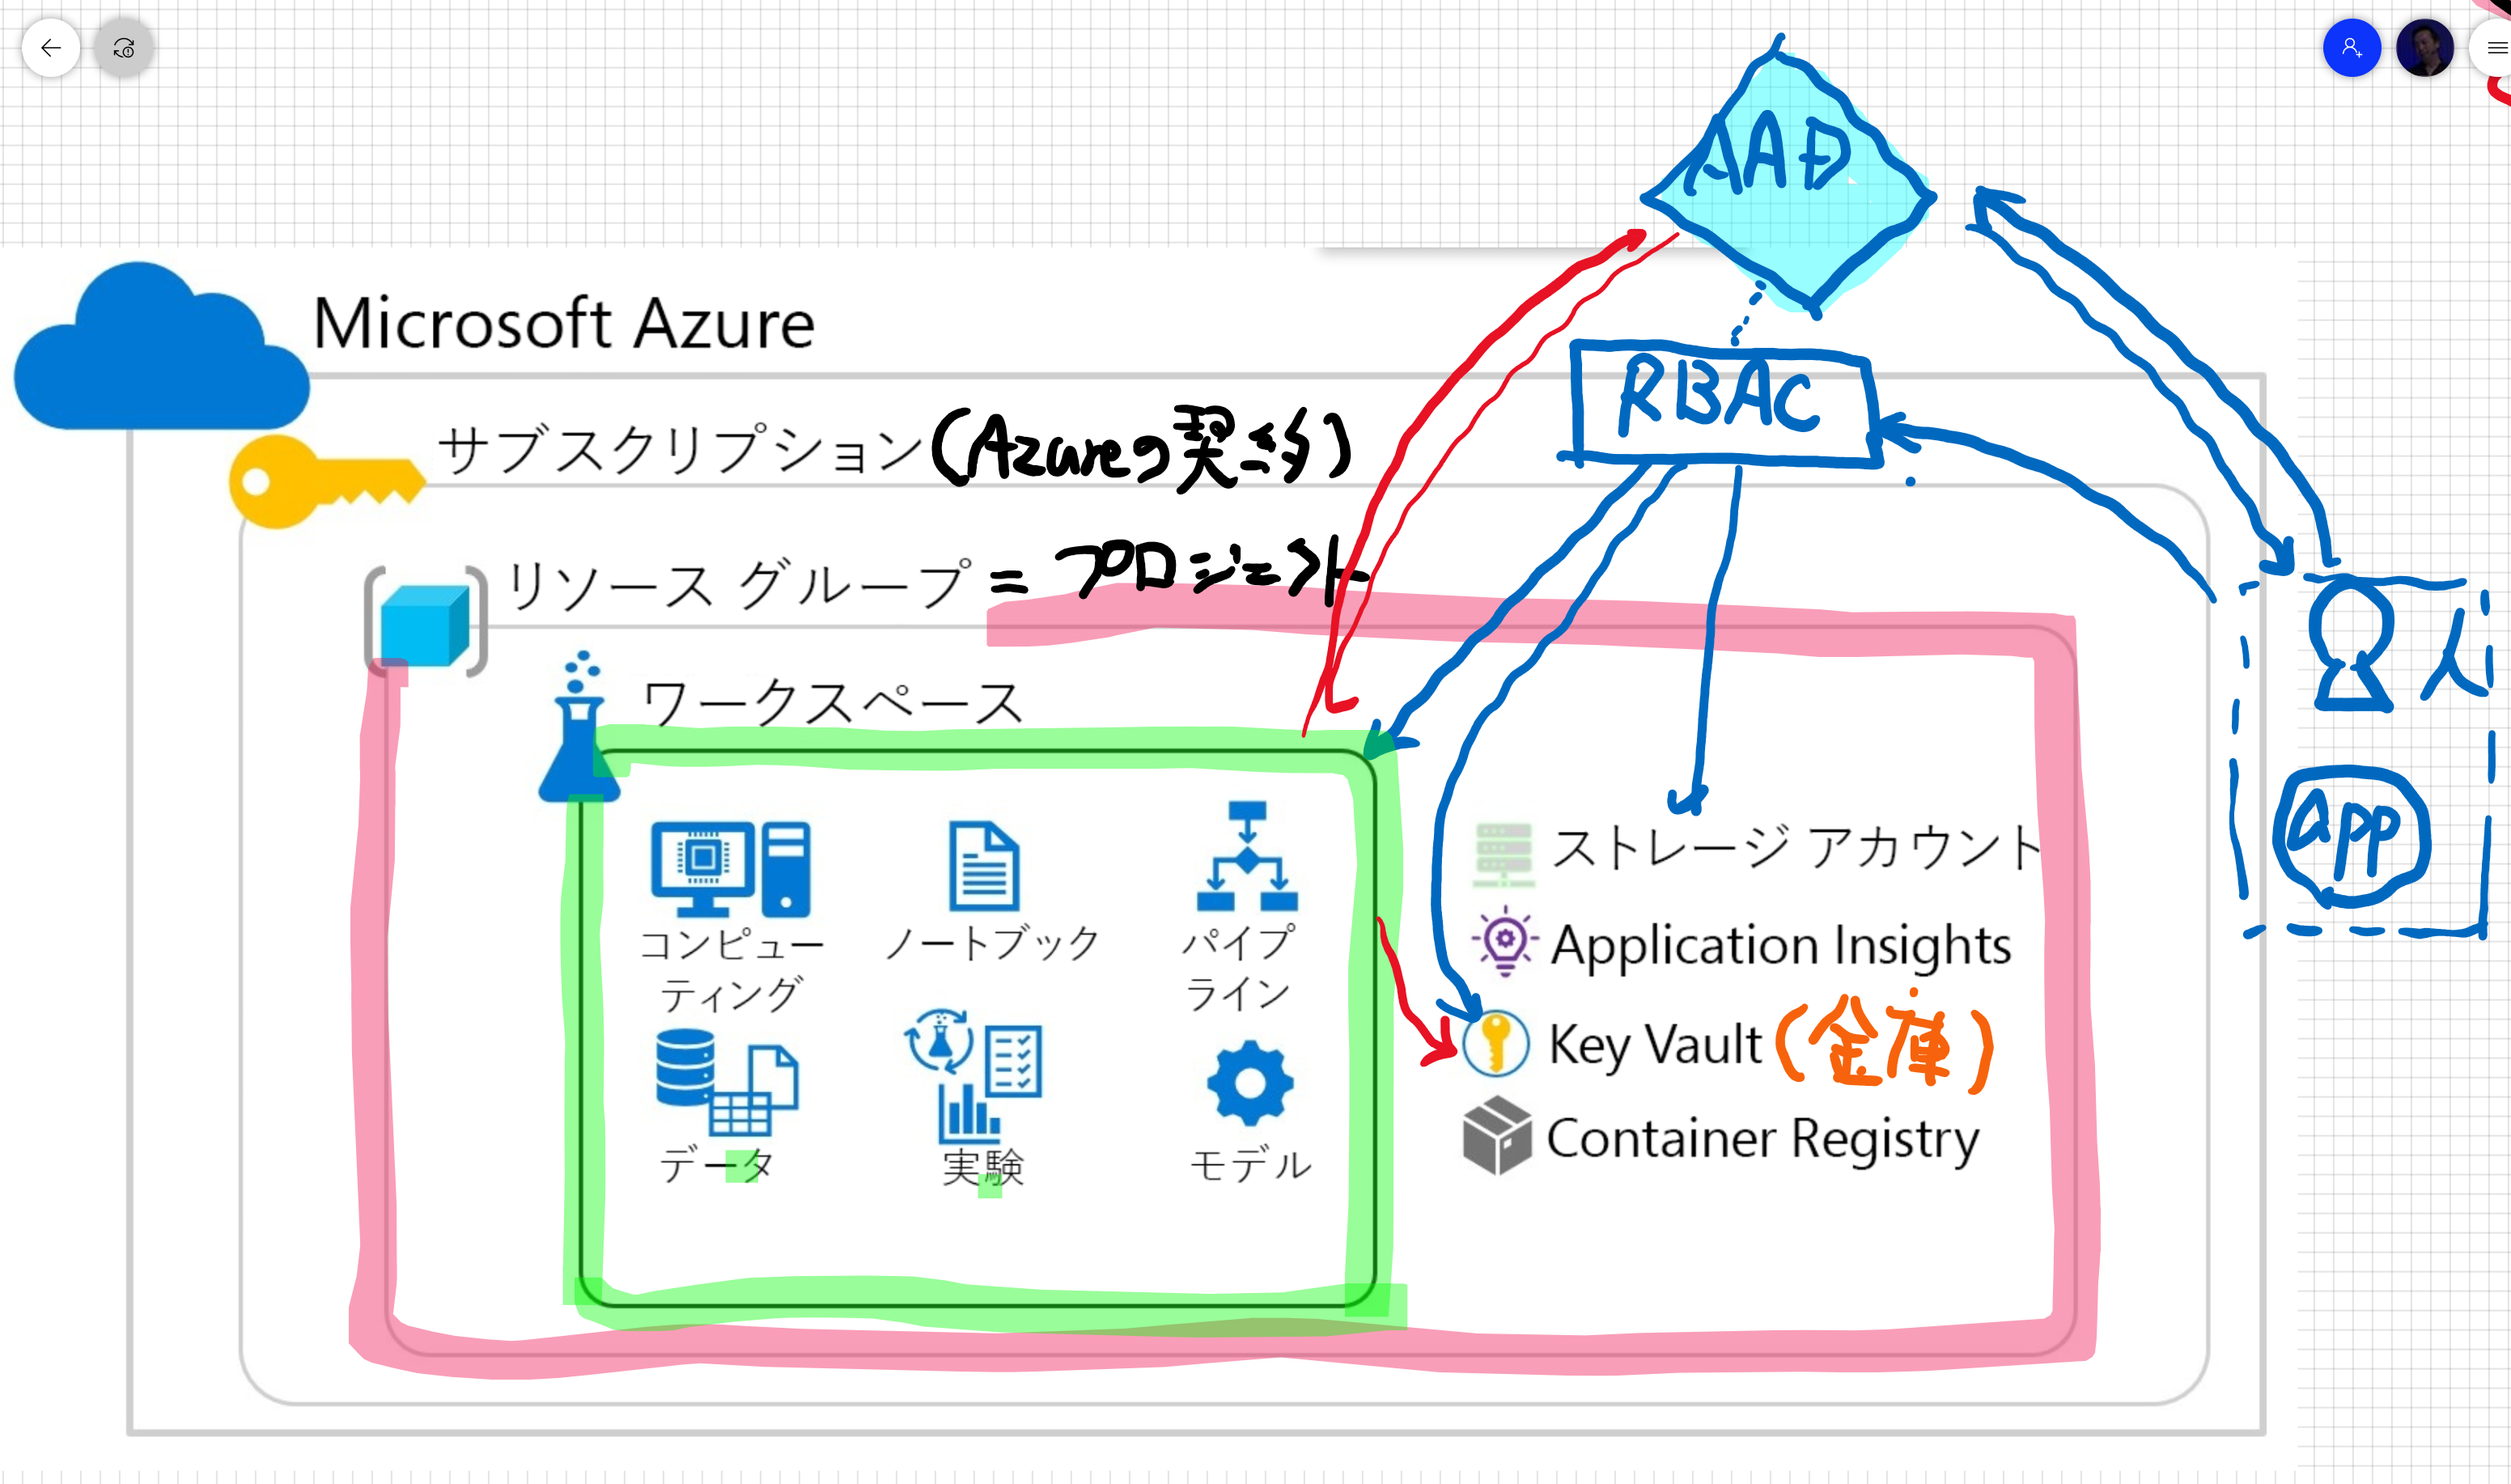 AAD
Microsoft Azure
RBAC
サブスクリプション(Azureの契約)
リソース グループ = プロジェクト
人
ワークスペース
app
ストレージ アカウント
コンピュー
ティング
ノートブック
パイプ
ライン
Application Insights
Key Vault (金庫)
Container Registry
データ
実験
モデル